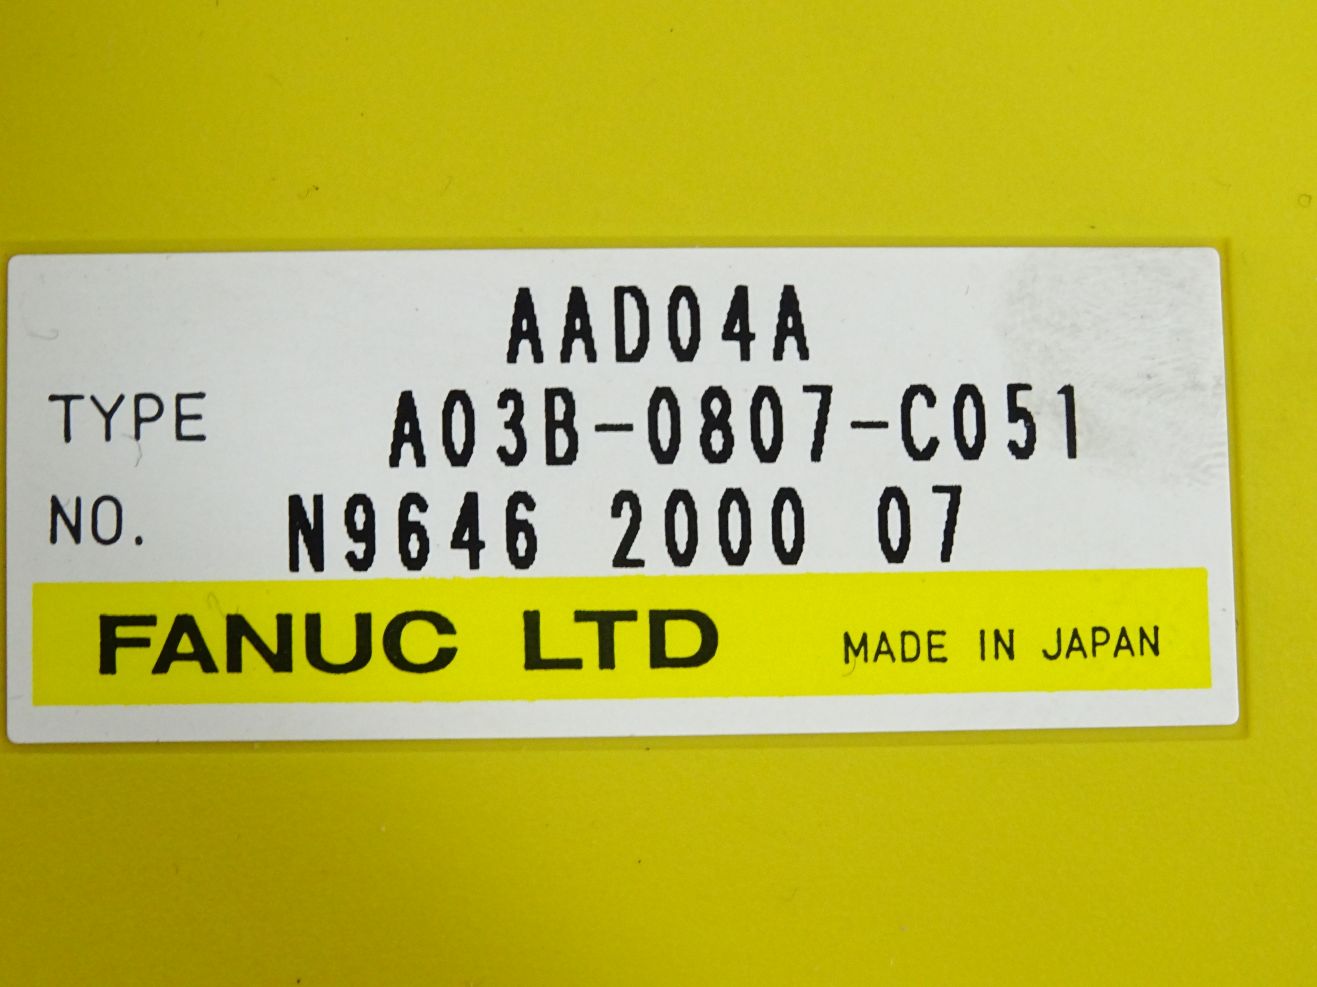 AAD04A
TYPE A03B-0807-C051
NO. N9646 2000 07
FANUC LTD MADE IN JAPAN